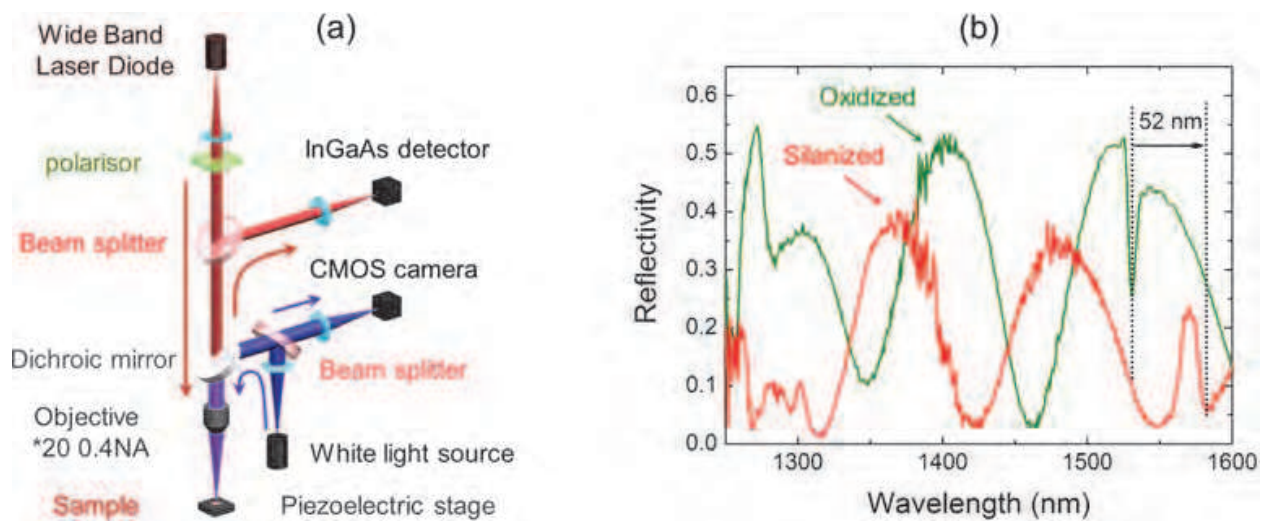 (a)
Wide Band
Laser Diode
polarisor
InGaAs detector
Beam splitter
CMOS camera
Dichroic mirror
Beam splitter
Objective
*20 0.4NA
White light source
Sample
Piezoelectric stage
(b)
Reflectivity
0.6
0.5
0.4
0.3
0.2
0.1
0.0
Oxidized
Silanized
52 nm
1300
1400
1500
1600
Wavelength (nm)